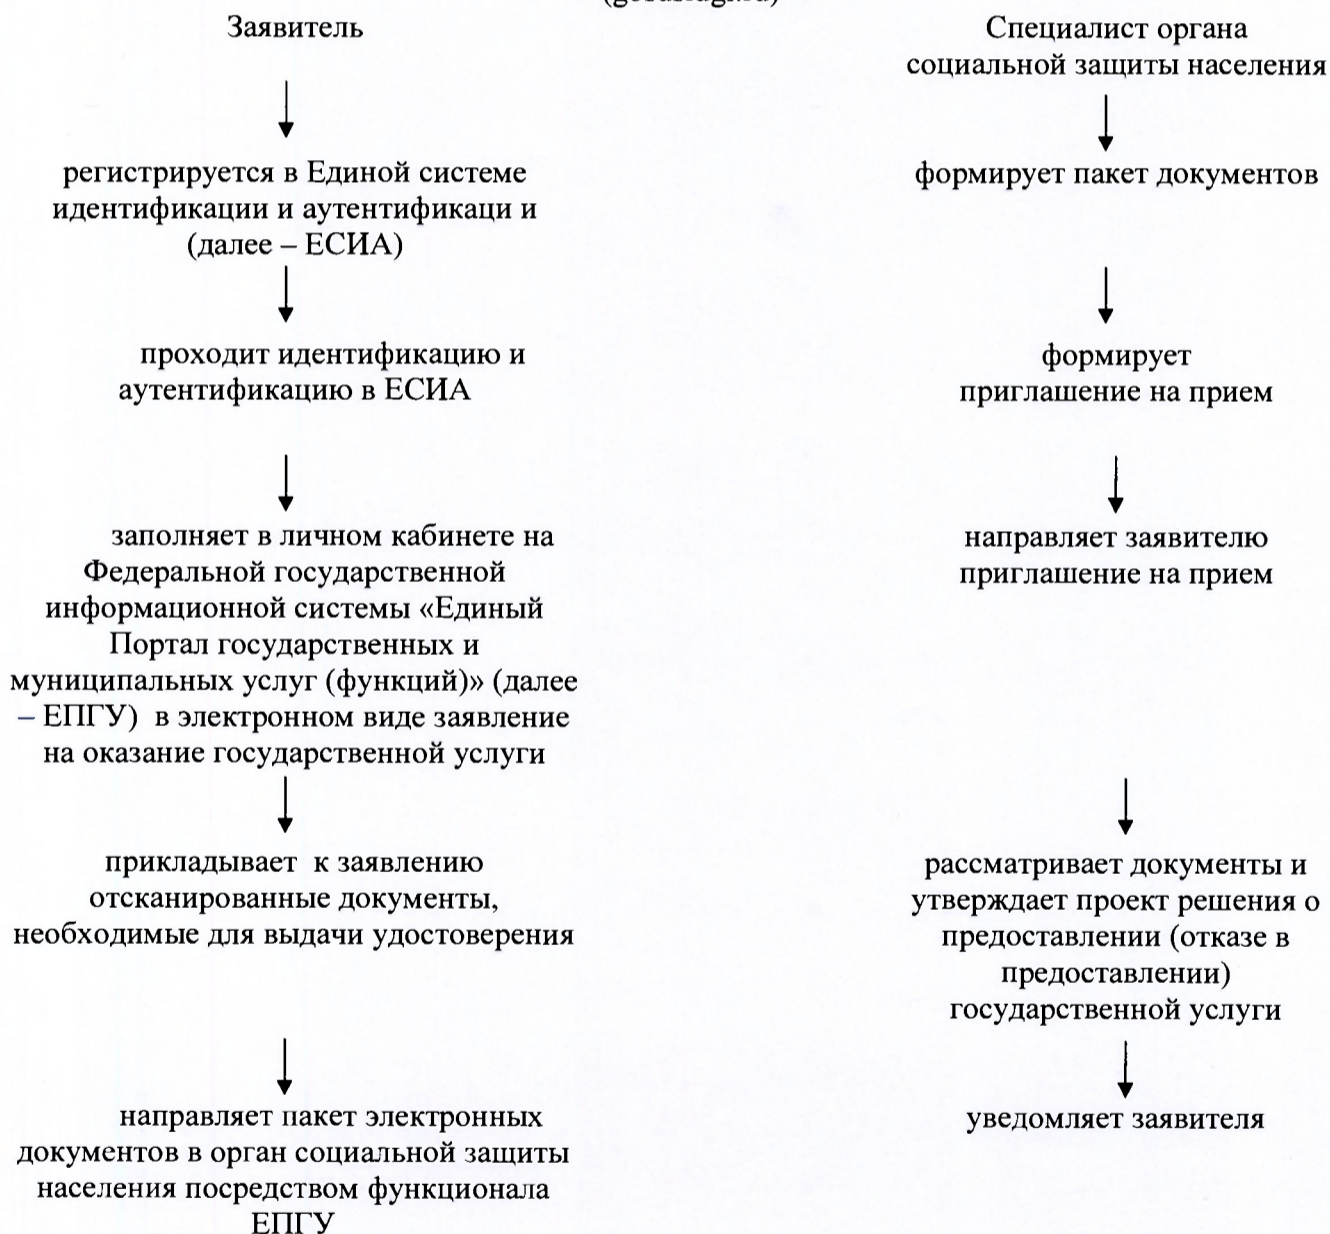 Заявитель
регистрируется в Единой системе
идентификации и аутентификаци и
(далее – ЕСИА)
проходит идентификацию и
аутентификацию в ЕСИА
заполняет в личном кабинете на
Федеральной государственной
информационной системы «Единый
Портал государственных и
муниципальных услуг (функций)» (далее
– ЕПГУ) в электронном виде заявление
на оказание государственной услуги
прикладывает к заявлению
отсканированные документы,
необходимые для выдачи удостоверения
направляет пакет электронных
документов в орган социальной защиты
населения посредством функционала
ЕПГУ
Специалист органа
социальной защиты населения
формирует пакет документов
формирует
приглашение на прием
направляет заявителю
приглашение на прием
рассматривает документы и
утверждает проект решения о
предоставлении (отказе в
предоставлении)
государственной услуги
уведомляет заявителя